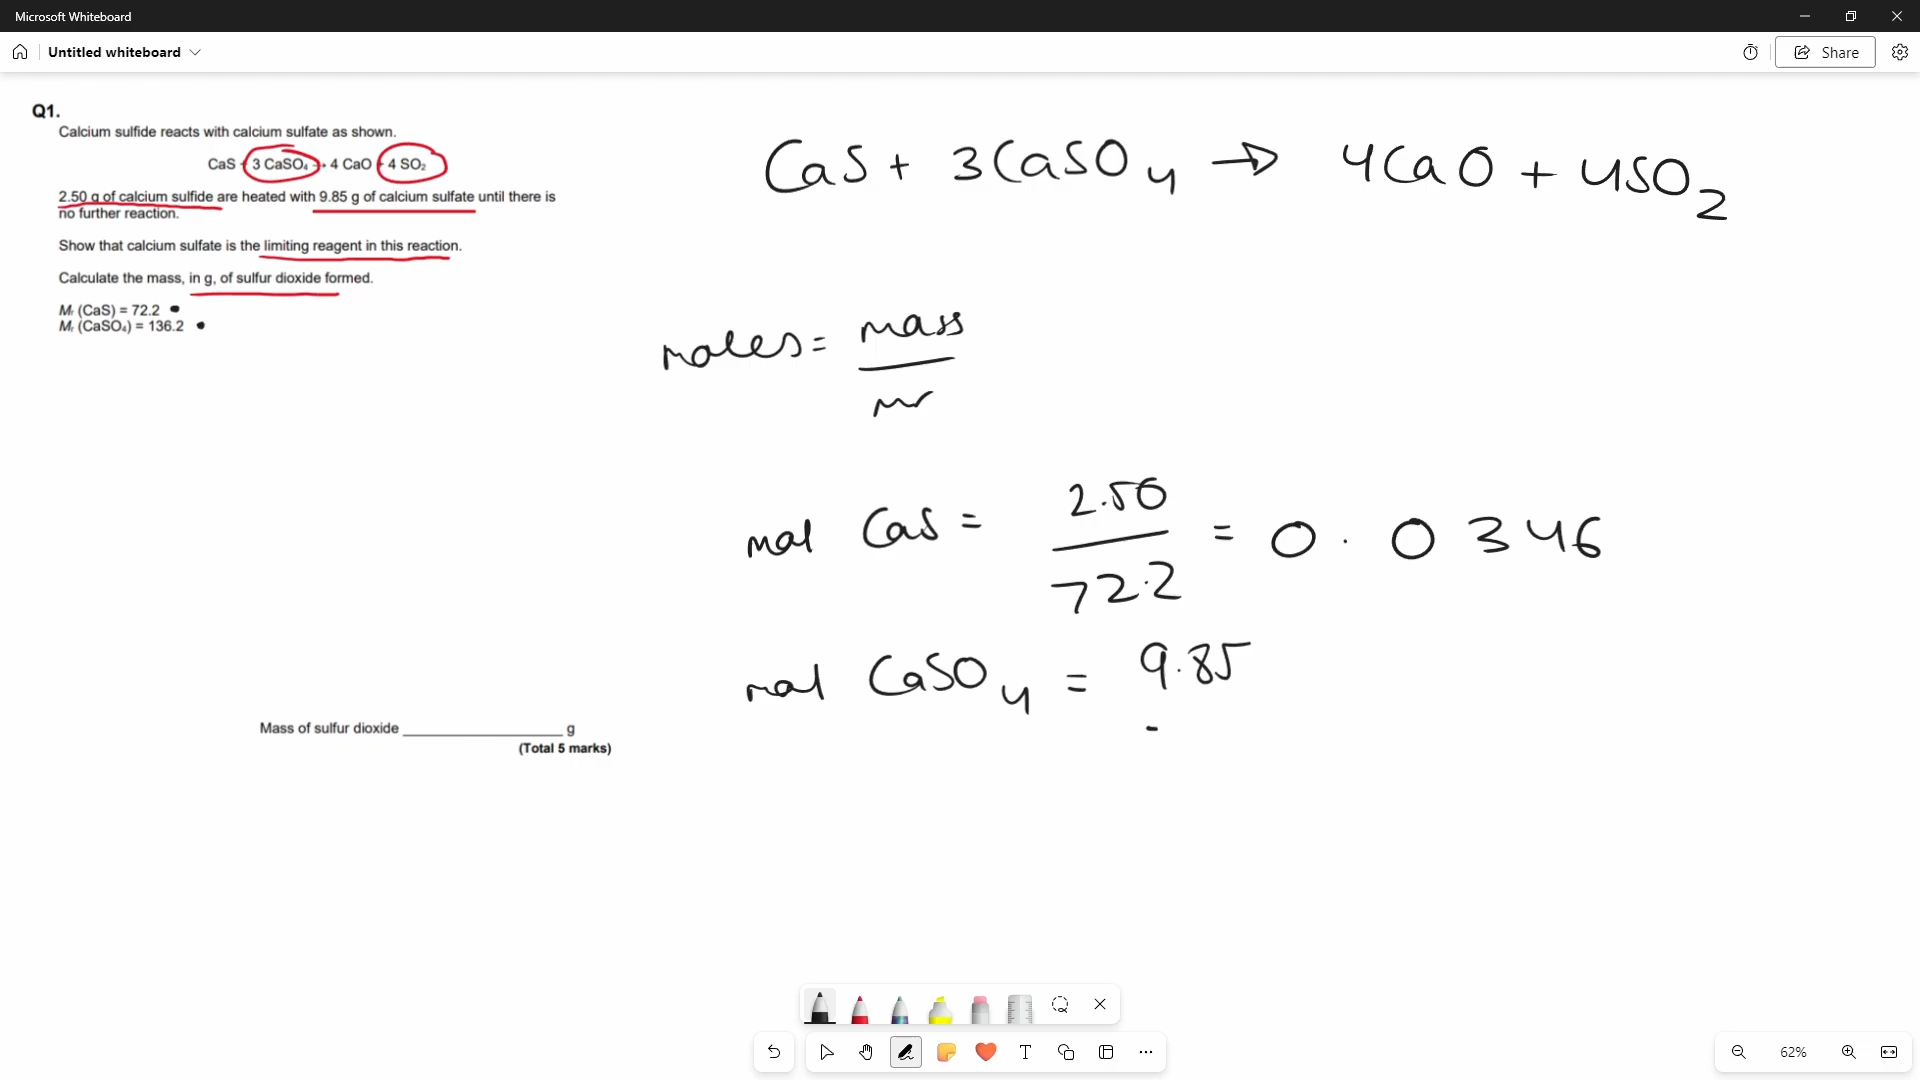 Microsoft Whiteboard
Untitled whiteboard
Share
Q1.
Calcium sulfide reacts with calcium sulfate as shown.
CaS + 3 CaSO₄ → 4 CaO + 4 SO₂
2.50 g of calcium sulfide are heated with 9.85 g of calcium sulfate until there is
no further reaction.
Show that calcium sulfate is the limiting reagent in this reaction.
Calculate the mass, in g, of sulfur dioxide formed.
Mᵣ (CaS) = 72.2
Mᵣ (CaSO₄) = 136.2
Mass of sulfur dioxide ____________________ g
(Total 5 marks)
CaS + 3CaSO₄ → 4CaO + 4SO₂
moles = mass
mr
mol CaS = 2.50
72.2
= 0.0346
mol CaSO₄ = 9.85
62%